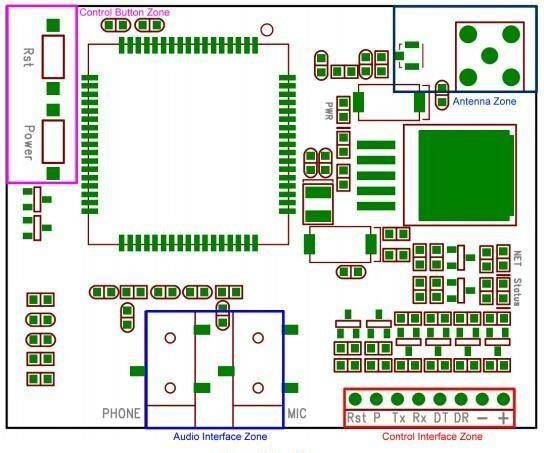 Control Button Zone
Rst
Antenna Zone
PWR
Power
NET
Status
PHONE
MIC
Rst P Tx Rx DT DR − +
Audio Interface Zone
Control Interface Zone